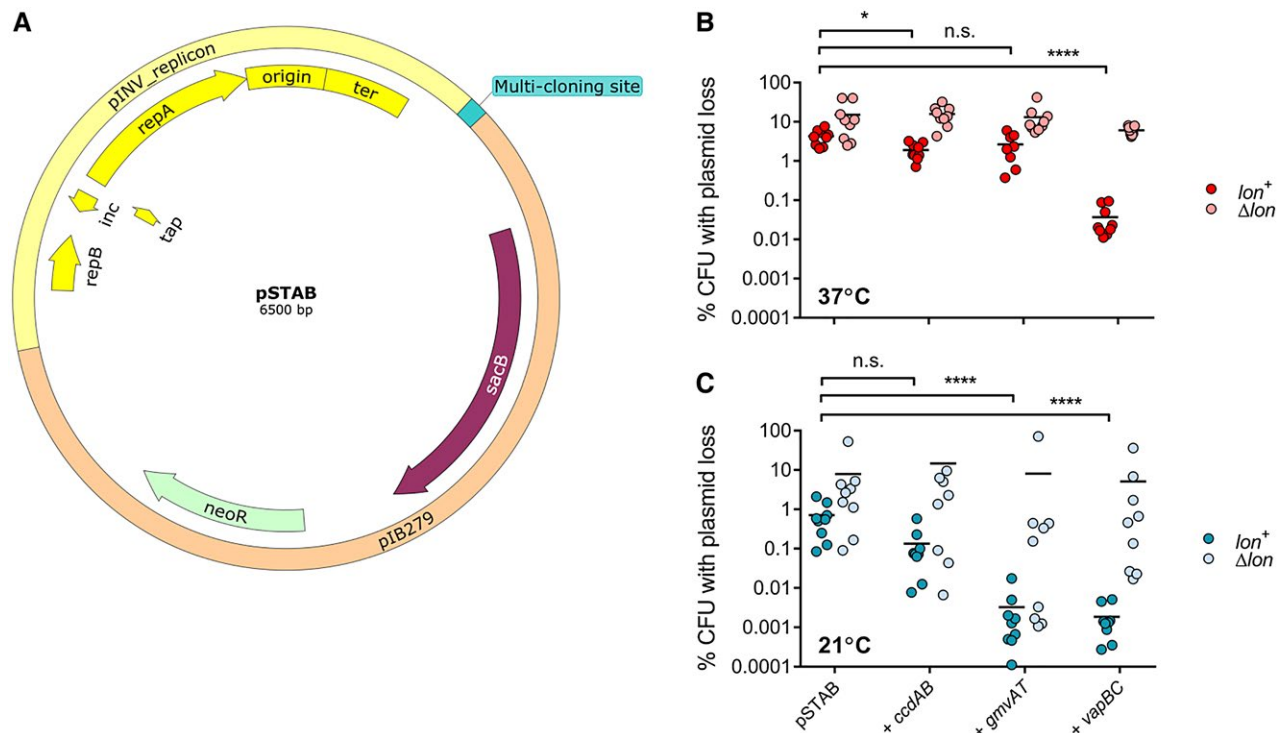 A
pINV_replicon
repA
origin
ter
Multi-cloning site
inc
tap
repB
pSTAB
6500 bp
sacB
neoR
pIB279
B
*
n.s.
****
% CFU with plasmid loss
100
10
1
0.1
0.01
0.001
0.0001
37°C
lon+
Δlon
C
n.s.
****
****
% CFU with plasmid loss
100
10
1
0.1
0.01
0.001
0.0001
21°C
lon+
Δlon
pSTAB
+ ccdAB
+ gmvAT
+ vapBC